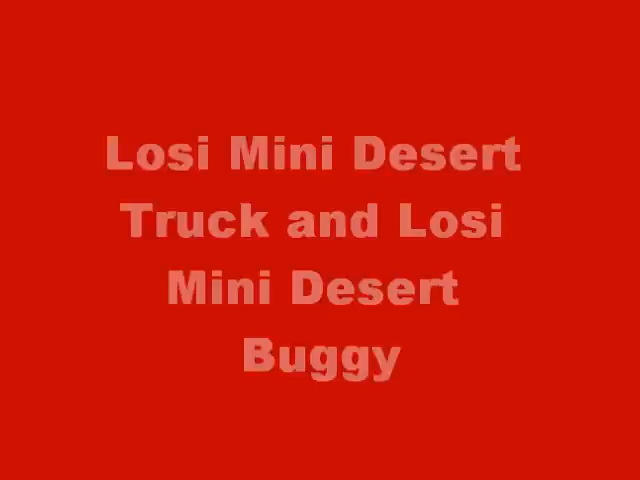 Losi Mini Desert
Truck and Losi
Mini Desert
Buggy